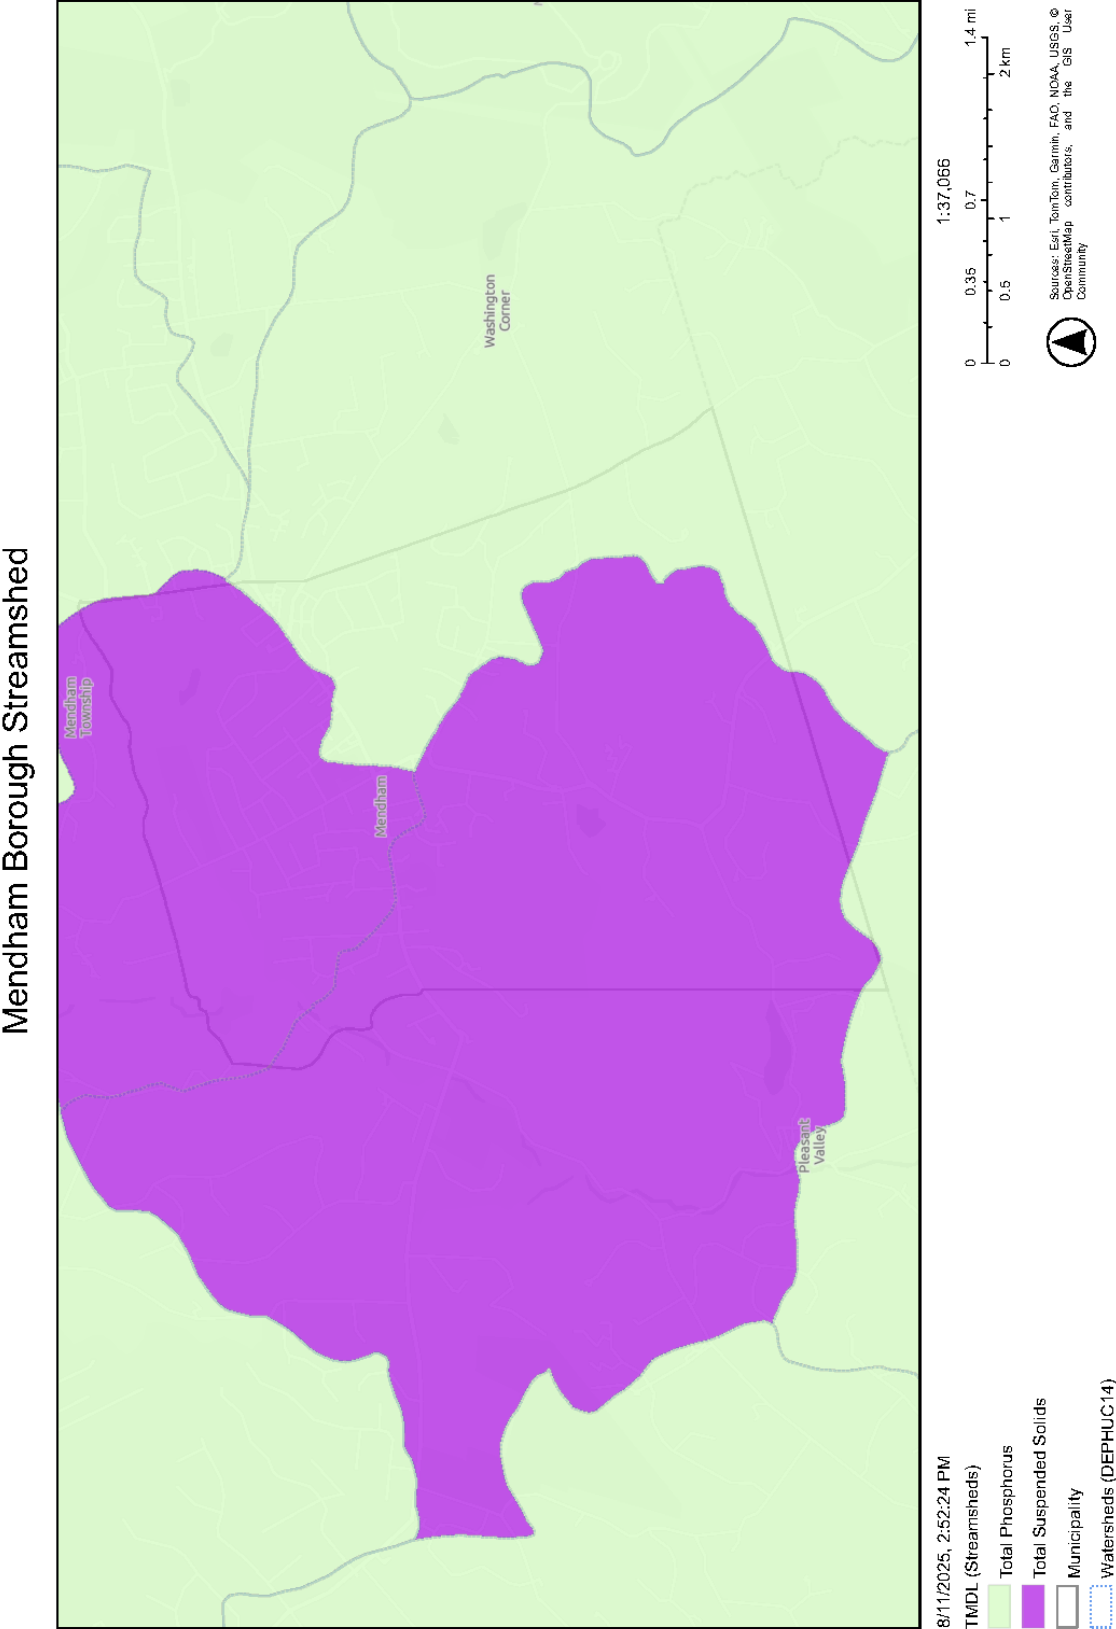 Mendham Borough Streamshed
Mendham
Township
Mendham
Washington
Corner
Pleasant
Valley
8/11/2025, 2:52:24 PM
TMDL (Streamsheds)
Total Phosphorus
Total Suspended Solids
Municipality
Watersheds (DEPHUC14)
1:37,066
0 0.35 0.7 1.4 mi
0 0.5 1 2 km
Sources: Esri, TomTom, Garmin, FAO, NOAA, USGS, ©
OpenStreetMap contributors, and the GIS User
Community